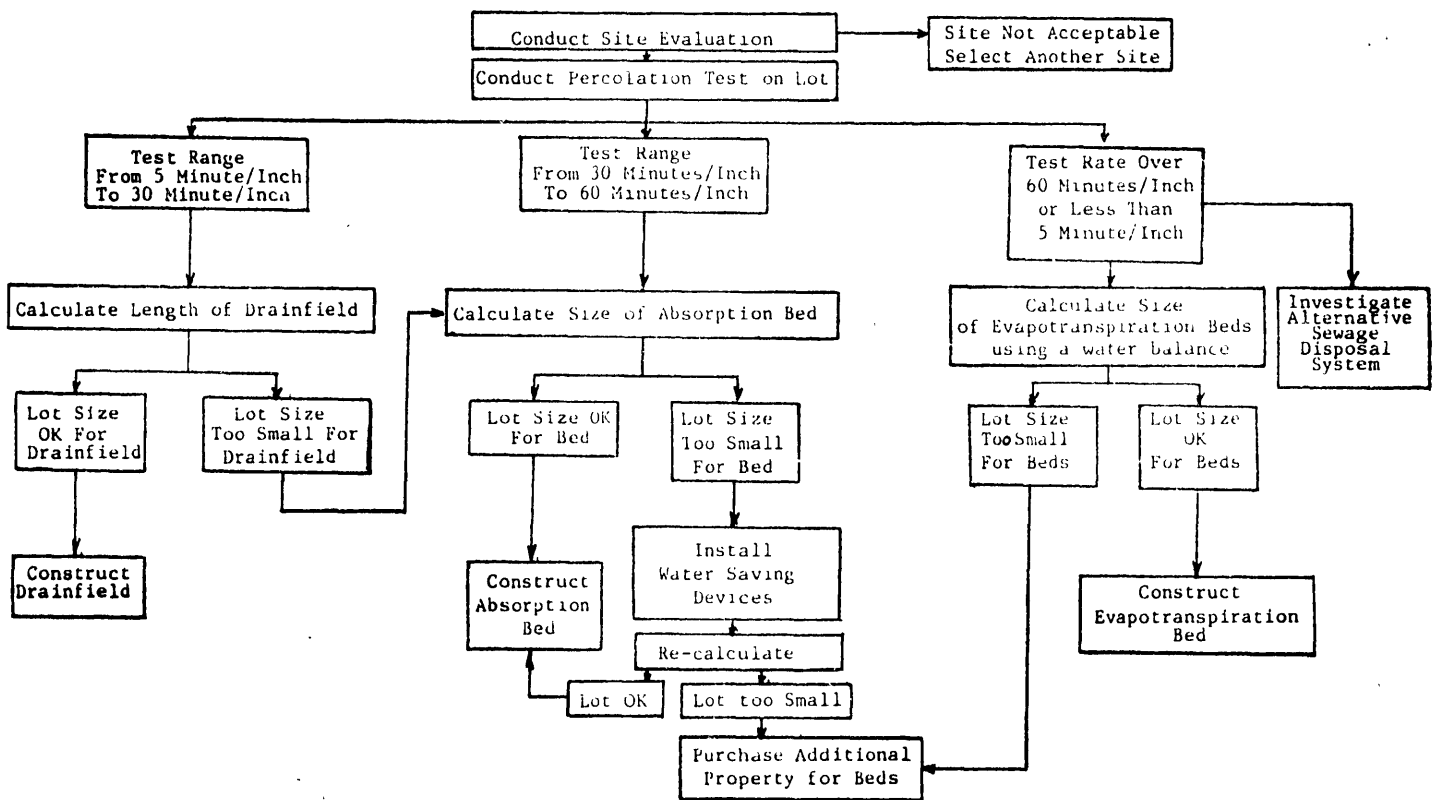 Conduct Site Evaluation
Site Not Acceptable
Select Another Site
Conduct Percolation Test on Lot
Test Range
From 5 Minute/Inch
To 30 Minute/Inch
Test Range
From 30 Minutes/Inch
To 60 Minutes/Inch
Test Rate Over
60 Minutes/Inch
or Less Than
5 Minute/Inch
Calculate Length of Drainfield
Calculate Size of Absorption Bed
Calculate Size
of Evapotranspiration Beds
using a water balance
Investigate
Alternative
Sewage
Disposal
System
Lot Size
OK For
Drainfield
Lot Size
Too Small For
Drainfield
Lot Size OK
For Bed
Lot Size
Too Small
For Bed
Lot Size
Too Small
For Beds
Lot Size
OK
For Beds
Construct
Drainfield
Construct
Absorption
Bed
Install
Water Saving
Devices
Construct
Evapotranspiration
Bed
Re-calculate
Lot OK
Lot too Small
Purchase Additional
Property for Beds